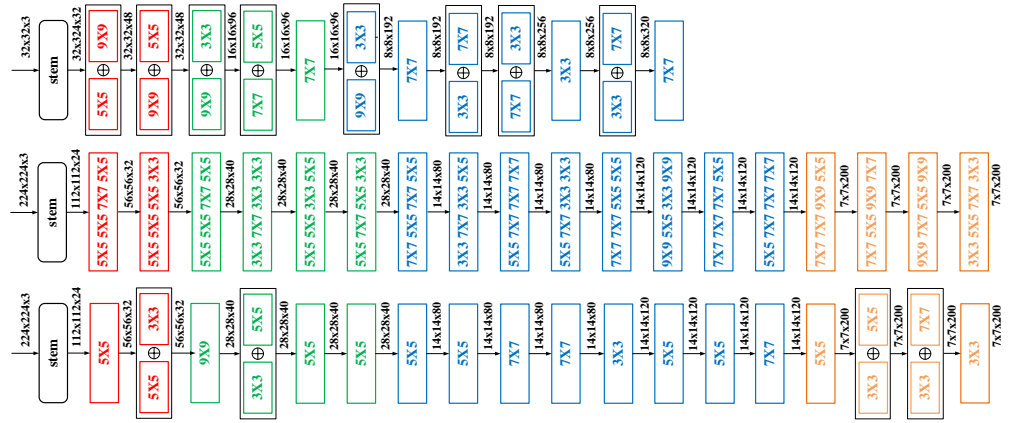 32x32x3
stem
32x324x32
9X9
⊕
5X5
32x32x48
5X5
⊕
9X9
32x32x48
3X3
⊕
9X9
16x16x96
5X5
⊕
7X7
16x16x96
7X7
16x16x96
3X3
⊕
9X9
8x8x192
7X7
8x8x192
7X7
⊕
3X3
8x8x192
3X3
⊕
7X7
8x8x256
3X3
8x8x256
7X7
⊕
3X3
8x8x320
7X7
224x224x3
stem
112x112x24
5X5 5X5 7X7 5X5
56x56x32
5X5 5X5 5X5 3X3
56x56x32
5X5 5X5 7X7 5X5
28x28x40
3X3 7X7 3X3 3X3
28x28x40
5X5 5X5 3X5 5X5
28x28x40
5X5 7X7 5X5 3X3
28x28x40
7X7 5X5 7X7 5X5
14x14x80
3X3 7X7 5X5 3X3
14x14x80
5X5 7X7 7X7 7X7
14x14x80
5X5 7X7 3X3 3X3
14x14x80
7X7 7X7 5X5 5X5
14x14x120
9X9 5X5 3X3 9X9
14x14x120
7X7 7X7 7X5 5X5
14x14x120
5X5 7X7 7X7 7X7
14x14x120
7X7 7X7 9X9 5X5
7x7x200
7X7 5X5 9X9 7X7
7x7x200
9X9 7X7 5X5 9X9
7x7x200
3X3 5X5 7X7 3X3
7x7x200
224x224x3
stem
112x112x24
5X5
56x56x32
3X3
⊕
5X5
56x56x32
9X9
28x28x40
5X5
⊕
3X3
28x28x40
5X5
28x28x40
5X5
28x28x40
5X5
14x14x80
5X5
14x14x80
7X7
14x14x80
7X7
14x14x80
3X3
14x14x120
5X5
14x14x120
5X5
14x14x120
7X7
14x14x120
5X5
7x7x200
5X5
⊕
3X3
7x7x200
7X7
⊕
3X3
7x7x200
3X3
7x7x200